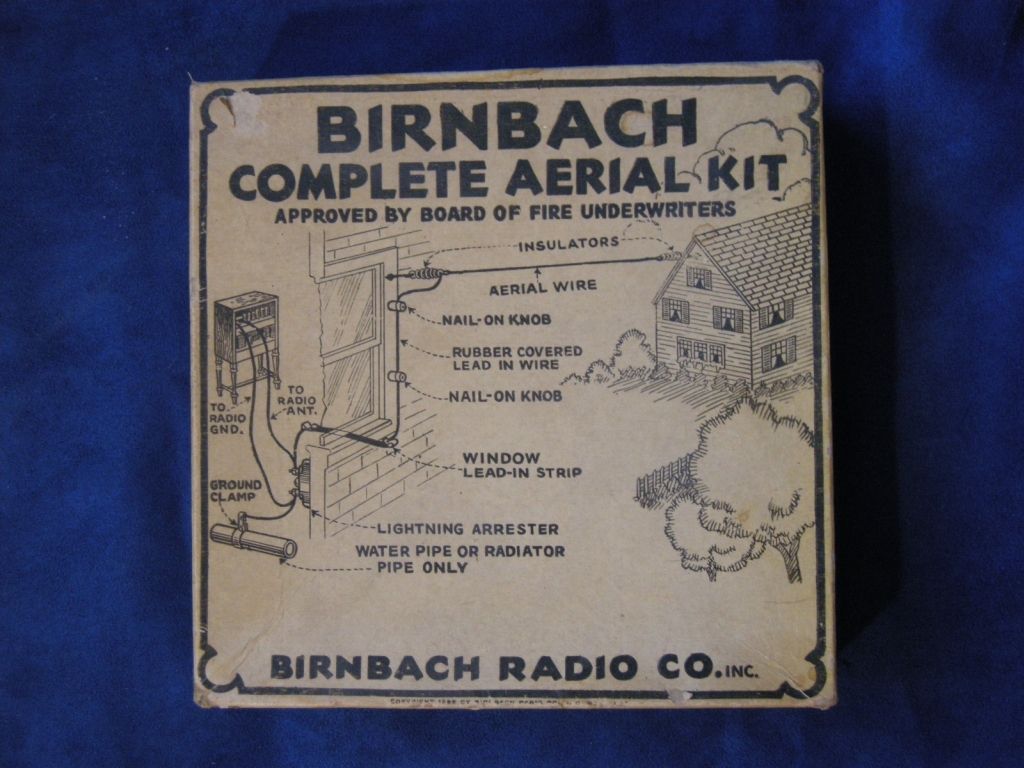 BIRNBACH
COMPLETE AERIAL KIT
APPROVED BY BOARD OF FIRE UNDERWRITERS
INSULATORS
AERIAL WIRE
NAIL-ON KNOB
RUBBER COVERED
LEAD IN WIRE
NAIL-ON KNOB
TO
RADIO
ANT.
TO
RADIO
GND.
WINDOW
LEAD-IN STRIP
GROUND
CLAMP
LIGHTNING ARRESTER
WATER PIPE OR RADIATOR
PIPE ONLY
BIRNBACH RADIO CO. INC.